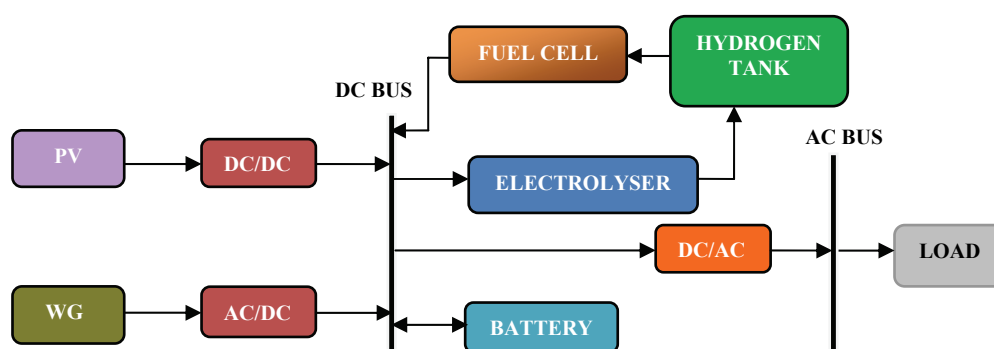 FUEL CELL
HYDROGEN
TANK
DC BUS
AC BUS
PV
DC/DC
ELECTROLYSER
DC/AC
LOAD
WG
AC/DC
BATTERY